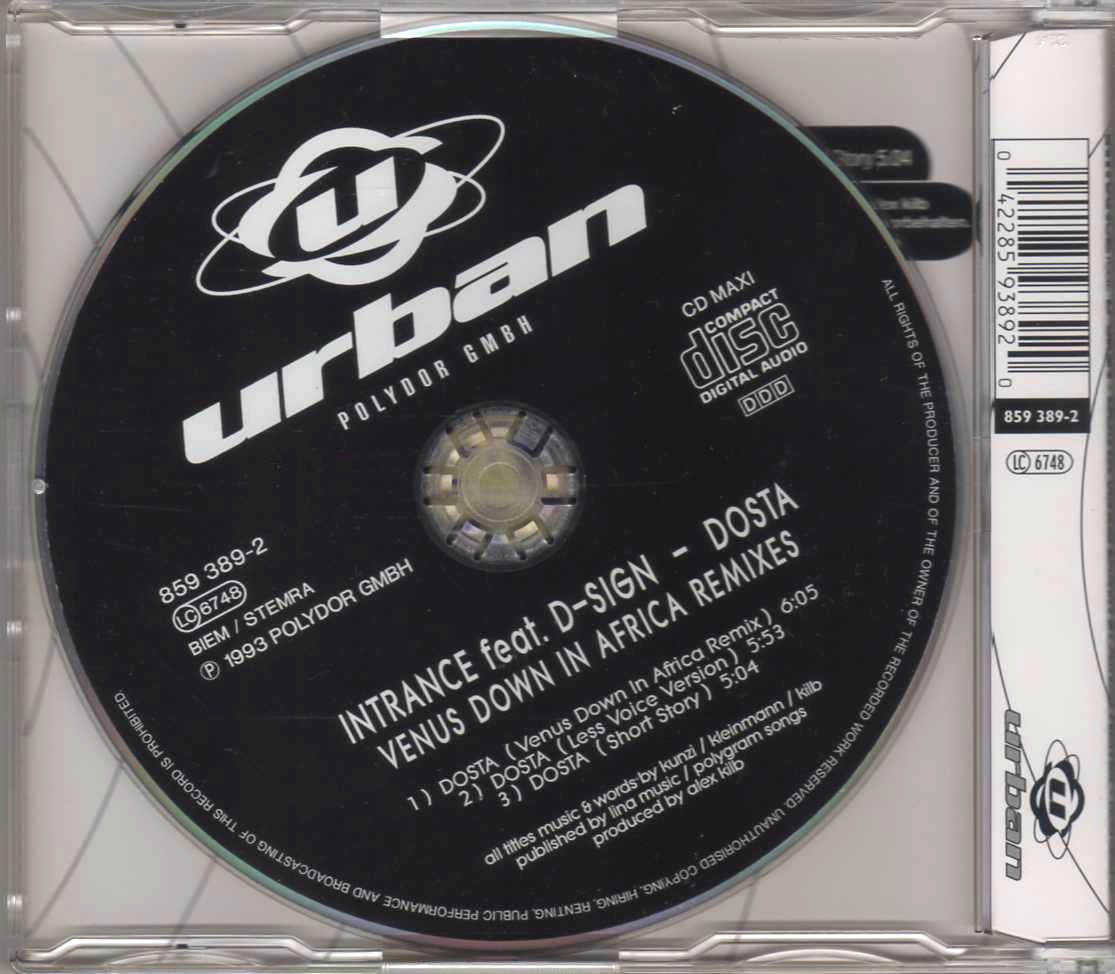 U
urban
POLYDOR GMBH
CD MAXI
COMPACT
disc
DIGITAL AUDIO
DDD
859 389-2
LC 6748
BIEM / STEMRA
℗ 1993 POLYDOR GMBH
INTRANCE feat. D-SIGN - DOSTA
VENUS DOWN IN AFRICA REMIXES
1) DOSTA (Venus Down In Africa Remix) 6:05
2) DOSTA (Less Voice Version) 5:53
3) DOSTA (Short Story) 5:04
all titles music & words by kunzi / kleinmann / kilb
published by lina music / polygram songs
produced by alex kilb
ALL RIGHTS OF THE PRODUCER AND OF THE OWNER OF THE RECORDED WORK RESERVED. UNAUTHORISED COPYING, HIRING, RENTING, PUBLIC PERFORMANCE AND BROADCASTING OF THIS RECORD IS PROHIBITED.
Story 5.04
alex kilb
0 42285 93892 0
859 389-2
LC 6748
U
urban